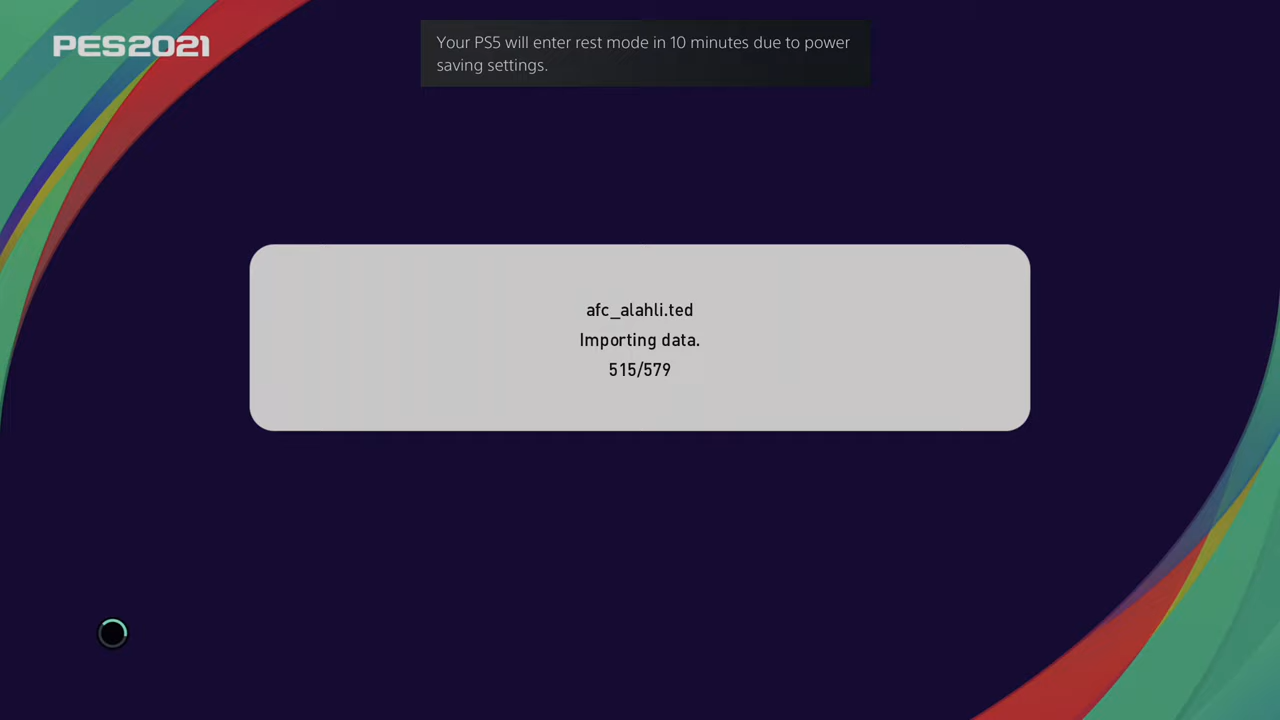 PES2021
Your PS5 will enter rest mode in 10 minutes due to power
saving settings.
afc_alahli.ted
Importing data.
515/579